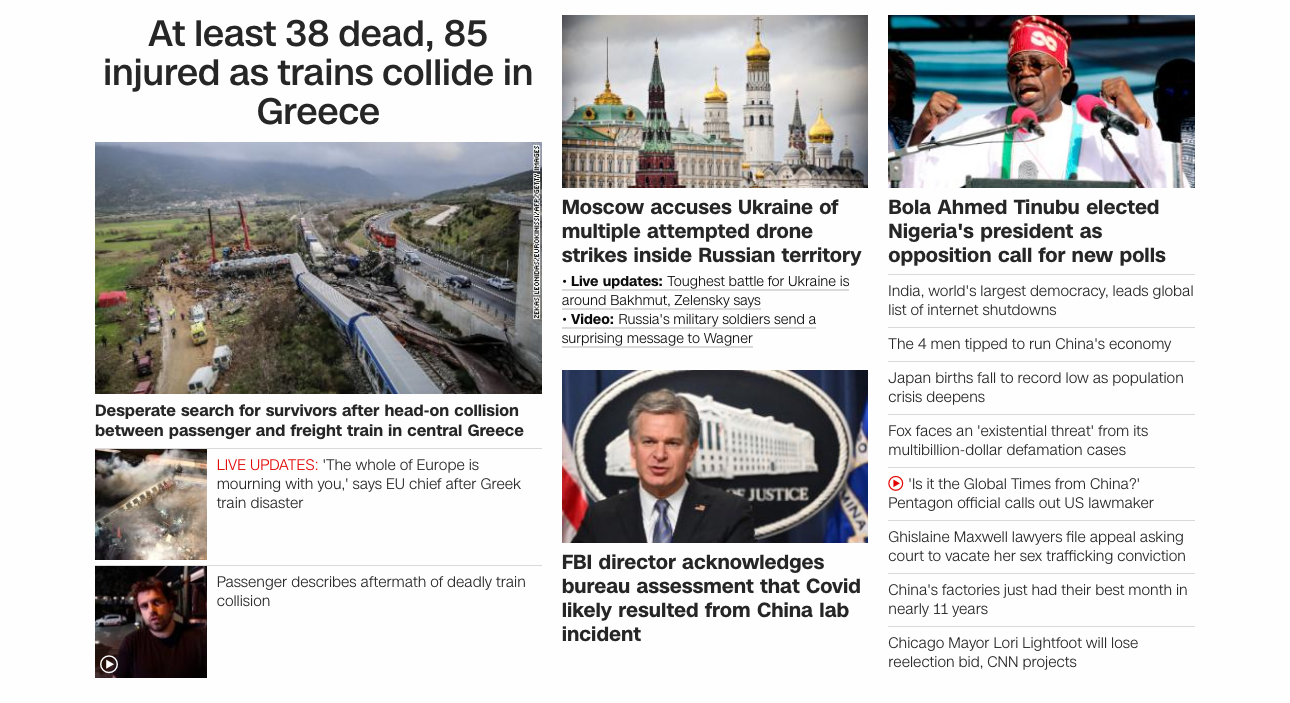 At least 38 dead, 85
injured as trains collide in
Greece
ZEKAS LEONIDAS/EUROKINISSI/AFP/GETTY IMAGES
Desperate search for survivors after head-on collision
between passenger and freight train in central Greece
LIVE UPDATES: 'The whole of Europe is
mourning with you,' says EU chief after Greek
train disaster
Passenger describes aftermath of deadly train
collision
Moscow accuses Ukraine of
multiple attempted drone
strikes inside Russian territory
• Live updates: Toughest battle for Ukraine is
around Bakhmut, Zelensky says
• Video: Russia's military soldiers send a
surprising message to Wagner
OF JUSTICE
FBI director acknowledges
bureau assessment that Covid
likely resulted from China lab
incident
Bola Ahmed Tinubu elected
Nigeria's president as
opposition call for new polls
India, world's largest democracy, leads global
list of internet shutdowns
The 4 men tipped to run China's economy
Japan births fall to record low as population
crisis deepens
Fox faces an 'existential threat' from its
multibillion-dollar defamation cases
'Is it the Global Times from China?'
Pentagon official calls out US lawmaker
Ghislaine Maxwell lawyers file appeal asking
court to vacate her sex trafficking conviction
China's factories just had their best month in
nearly 11 years
Chicago Mayor Lori Lightfoot will lose
reelection bid, CNN projects